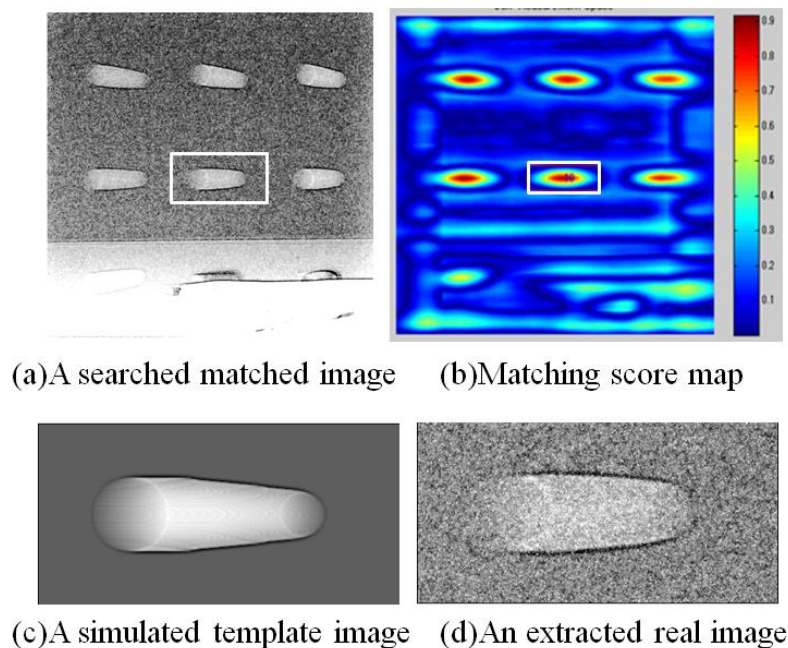 0.9
0.8
0.7
0.6
0.5
0.4
0.3
0.2
0.1
(a)A searched matched image
(b)Matching score map
(c)A simulated template image
(d)An extracted real image